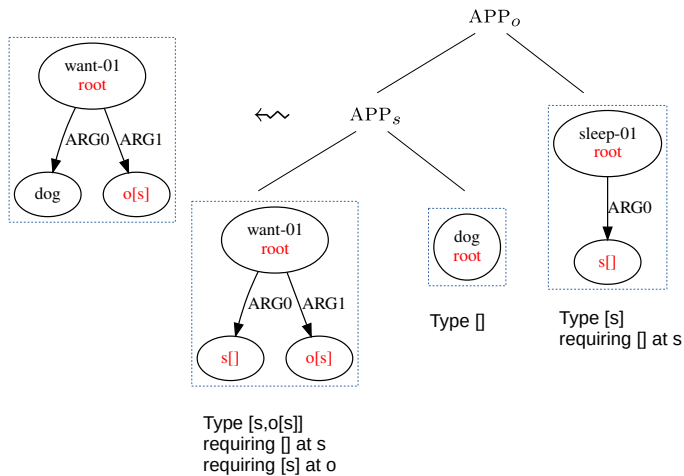 APP_o
want-01
root
ARG0
ARG1
dog
o[s]
APP_s
sleep-01
root
ARG0
s[]
want-01
root
ARG0
ARG1
s[]
o[s]
dog
root
Type []
Type [s]
requiring [] at s
Type [s,o[s]]
requiring [] at s
requiring [s] at o